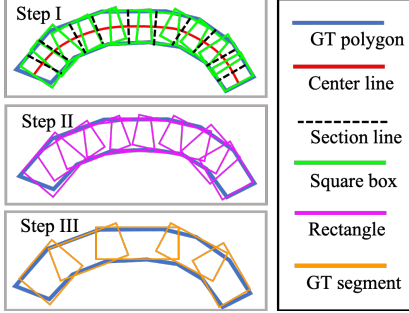 Step I
Step II
Step III
GT polygon
Center line
Section line
Square box
Rectangle
GT segment